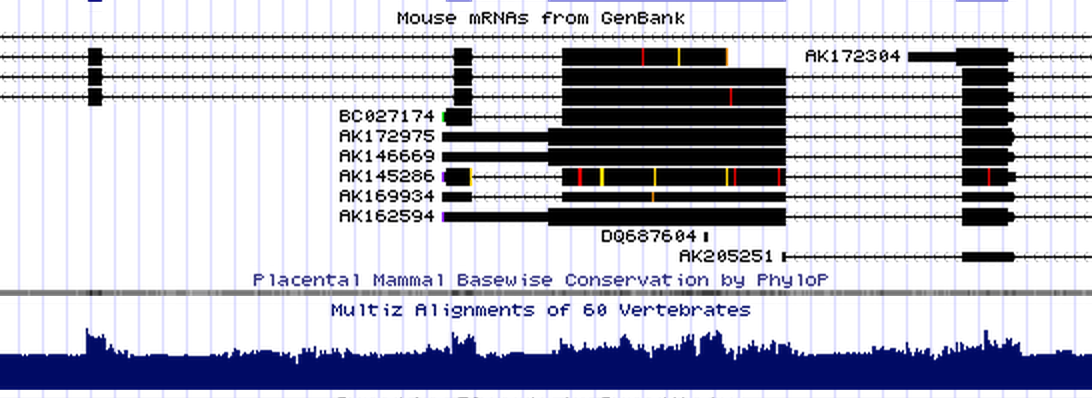 Mouse mRNAs from GenBank
AK172304
BC027174
AK172975
AK146669
AK145286
AK169934
AK162594
DQ687604
AK205251
Placental Mammal Basewise Conservation by PhyloP
Multiz Alignments of 60 Vertebrates